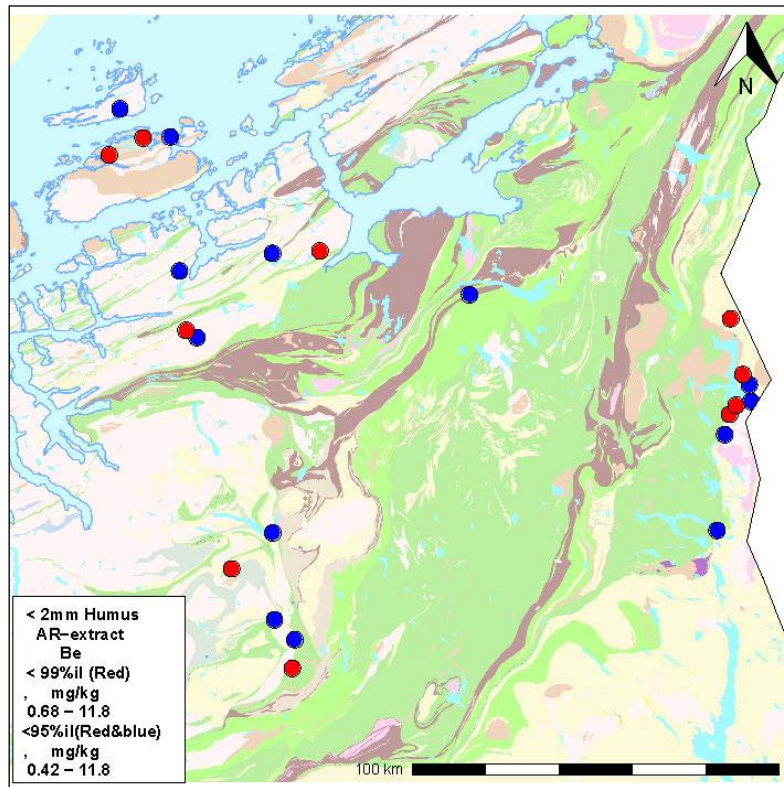 N
< 2mm Humus
AR-extract
Be
< 99%il (Red)
, mg/kg
0.68 – 11.8
<95%il(Red&blue)
, mg/kg
0.42 – 11.8
100 km